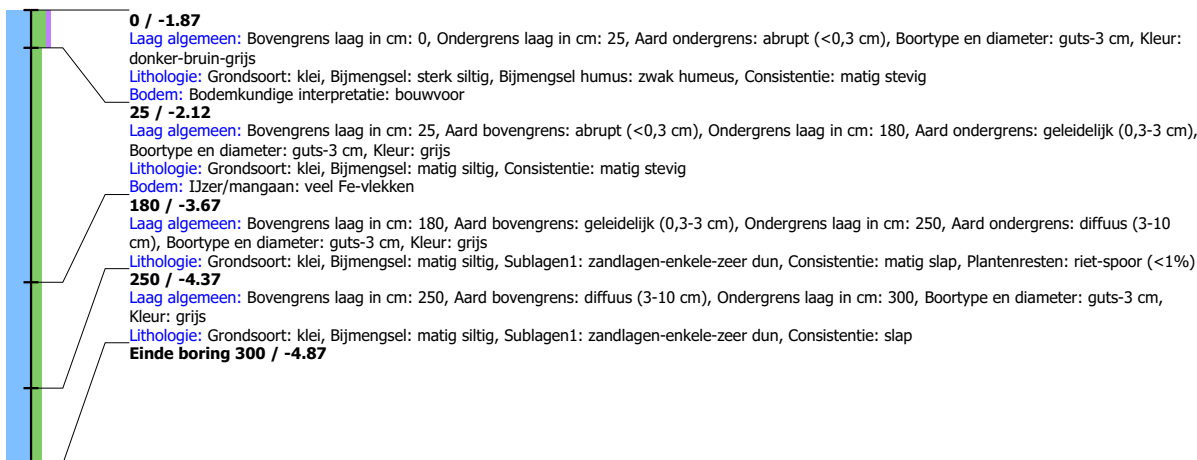 0 / -1.87
Laag algemeen: Bovengrens laag in cm: 0, Ondergrens laag in cm: 25, Aard ondergrens: abrupt (<0,3 cm), Boortype en diameter: guts-3 cm, Kleur:
donker-bruin-grijs
Lithologie: Grondsoort: klei, Bijmengsel: sterk siltig, Bijmengsel humus: zwak humeus, Consistentie: matig stevig
Bodem: Bodemkundige interpretatie: bouwvoor
25 / -2.12
Laag algemeen: Bovengrens laag in cm: 25, Aard bovengrens: abrupt (<0,3 cm), Ondergrens laag in cm: 180, Aard ondergrens: geleidelijk (0,3-3 cm),
Boortype en diameter: guts-3 cm, Kleur: grijs
Lithologie: Grondsoort: klei, Bijmengsel: matig siltig, Consistentie: matig stevig
Bodem: IJzer/mangaan: veel Fe-vlekken
180 / -3.67
Laag algemeen: Bovengrens laag in cm: 180, Aard bovengrens: geleidelijk (0,3-3 cm), Ondergrens laag in cm: 250, Aard ondergrens: diffuus (3-10
cm), Boortype en diameter: guts-3 cm, Kleur: grijs
Lithologie: Grondsoort: klei, Bijmengsel: matig siltig, Sublagen1: zandlagen-enkele-zeer dun, Consistentie: matig slap, Plantenresten: riet-spoor (<1%)
250 / -4.37
Laag algemeen: Bovengrens laag in cm: 250, Aard bovengrens: diffuus (3-10 cm), Ondergrens laag in cm: 300, Boortype en diameter: guts-3 cm,
Kleur: grijs
Lithologie: Grondsoort: klei, Bijmengsel: matig siltig, Sublagen1: zandlagen-enkele-zeer dun, Consistentie: slap
Einde boring 300 / -4.87